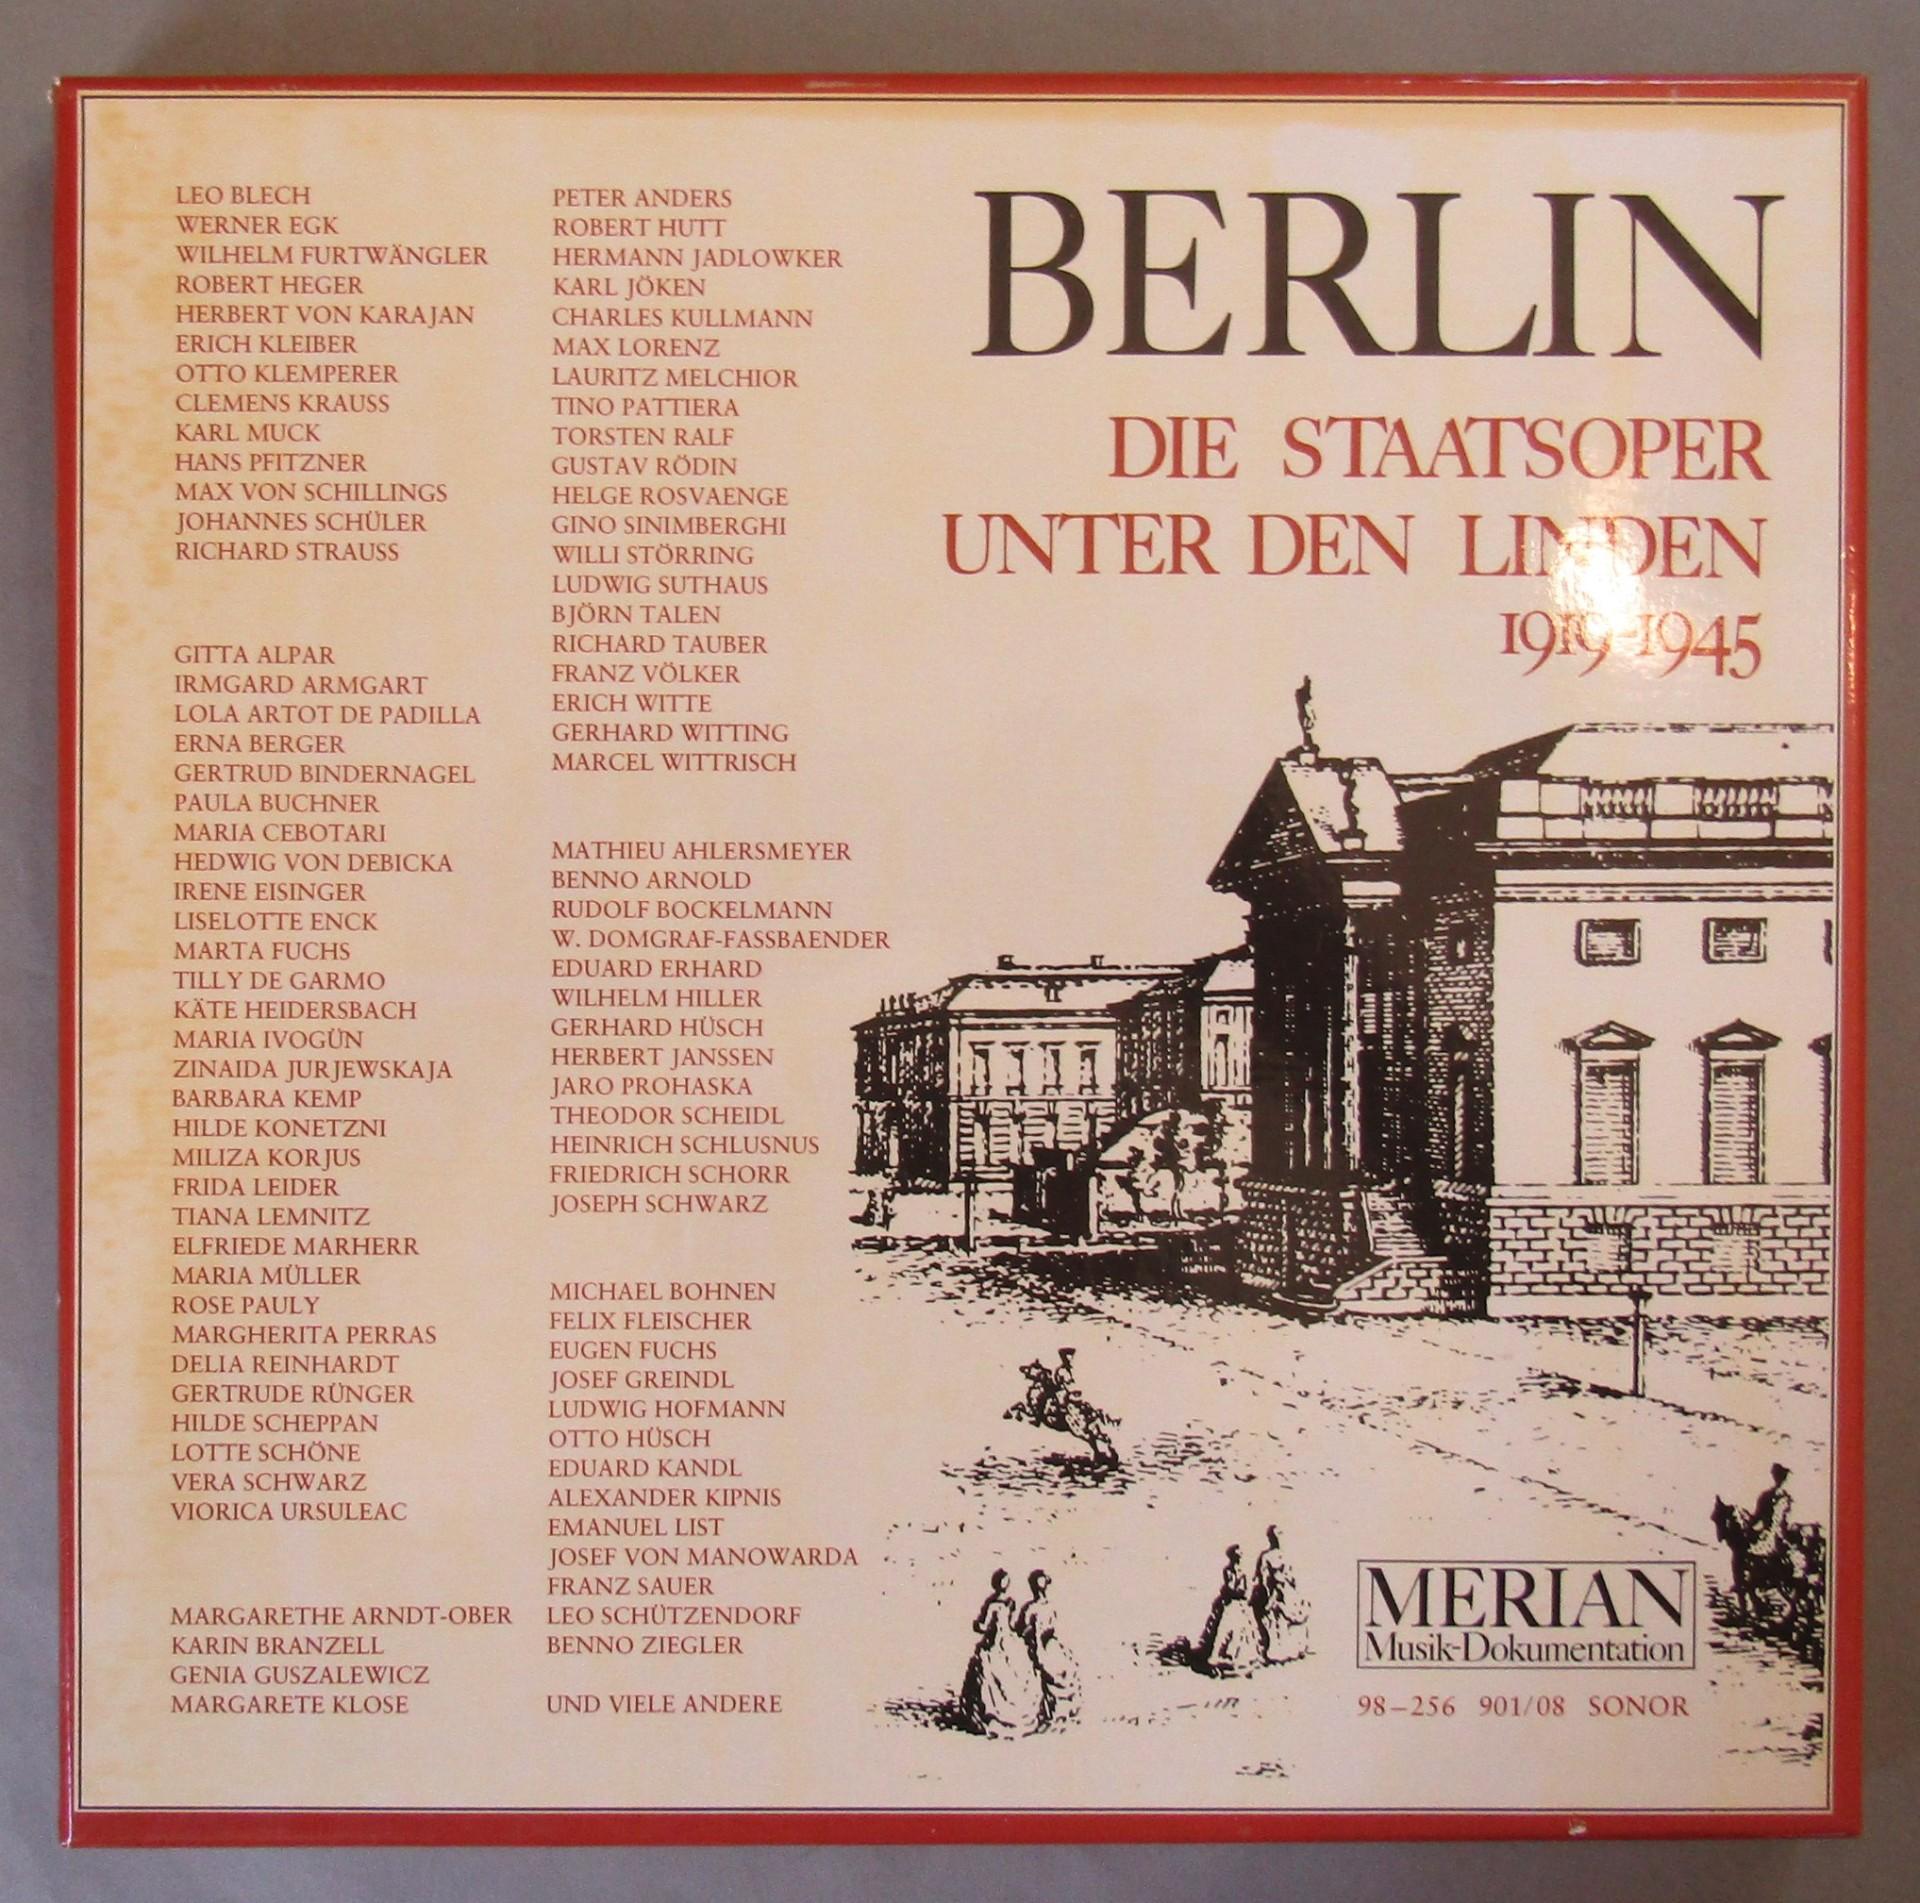 LEO BLECH
WERNER EGK
WILHELM FURTWÄNGLER
ROBERT HEGER
HERBERT VON KARAJAN
ERICH KLEIBER
OTTO KLEMPERER
CLEMENS KRAUSS
KARL MUCK
HANS PFITZNER
MAX VON SCHILLINGS
JOHANNES SCHÜLER
RICHARD STRAUSS
GITTA ALPAR
IRMGARD ARMGART
LOLA ARTOT DE PADILLA
ERNA BERGER
GERTRUD BINDERNAGEL
PAULA BUCHNER
MARIA CEBOTARI
HEDWIG VON DEBICKA
IRENE EISINGER
LISELOTTE ENCK
MARTA FUCHS
TILLY DE GARMO
KÄTE HEIDERSBACH
MARIA IVOGÜN
ZINAIDA JURJEWSKAJA
BARBARA KEMP
HILDE KONETZNI
MILIZA KORJUS
FRIDA LEIDER
TIANA LEMNITZ
ELFRIEDE MARHERR
MARIA MÜLLER
ROSE PAULY
MARGHERITA PERRAS
DELIA REINHARDT
GERTRUDE RÜNGER
HILDE SCHEPPAN
LOTTE SCHÖNE
VERA SCHWARZ
VIORICA URSULEAC
MARGARETHE ARNDT-OBER
KARIN BRANZELL
GENIA GUSZALEWICZ
MARGARETE KLOSE
PETER ANDERS
ROBERT HUTT
HERMANN JADLOWKER
KARL JÖKEN
CHARLES KULLMANN
MAX LORENZ
LAURITZ MELCHIOR
TINO PATTIERA
TORSTEN RALF
GUSTAV RÖDIN
HELGE ROSVAENGE
GINO SINIMBERGHI
WILLI STÖRRING
LUDWIG SUTHAUS
BJÖRN TALEN
RICHARD TAUBER
FRANZ VÖLKER
ERICH WITTE
GERHARD WITTING
MARCEL WITTRISCH
MATHIEU AHLERSMEYER
BENNO ARNOLD
RUDOLF BOCKELMANN
W. DOMGRAF-FASSBAENDER
EDUARD ERHARD
WILHELM HILLER
GERHARD HÜSCH
HERBERT JANSSEN
JARO PROHASKA
THEODOR SCHEIDL
HEINRICH SCHLUSNUS
FRIEDRICH SCHORR
JOSEPH SCHWARZ
MICHAEL BOHNEN
FELIX FLEISCHER
EUGEN FUCHS
JOSEF GREINDL
LUDWIG HOFMANN
OTTO HÜSCH
EDUARD KANDL
ALEXANDER KIPNIS
EMANUEL LIST
JOSEF VON MANOWARDA
FRANZ SAUER
LEO SCHÜTZENDORF
BENNO ZIEGLER
UND VIELE ANDERE
BERLIN
DIE STAATSOPER
UNTER DEN LINDEN
1919-1945
MERIAN
Musik-Dokumentation
98-256 901/08 SONOR